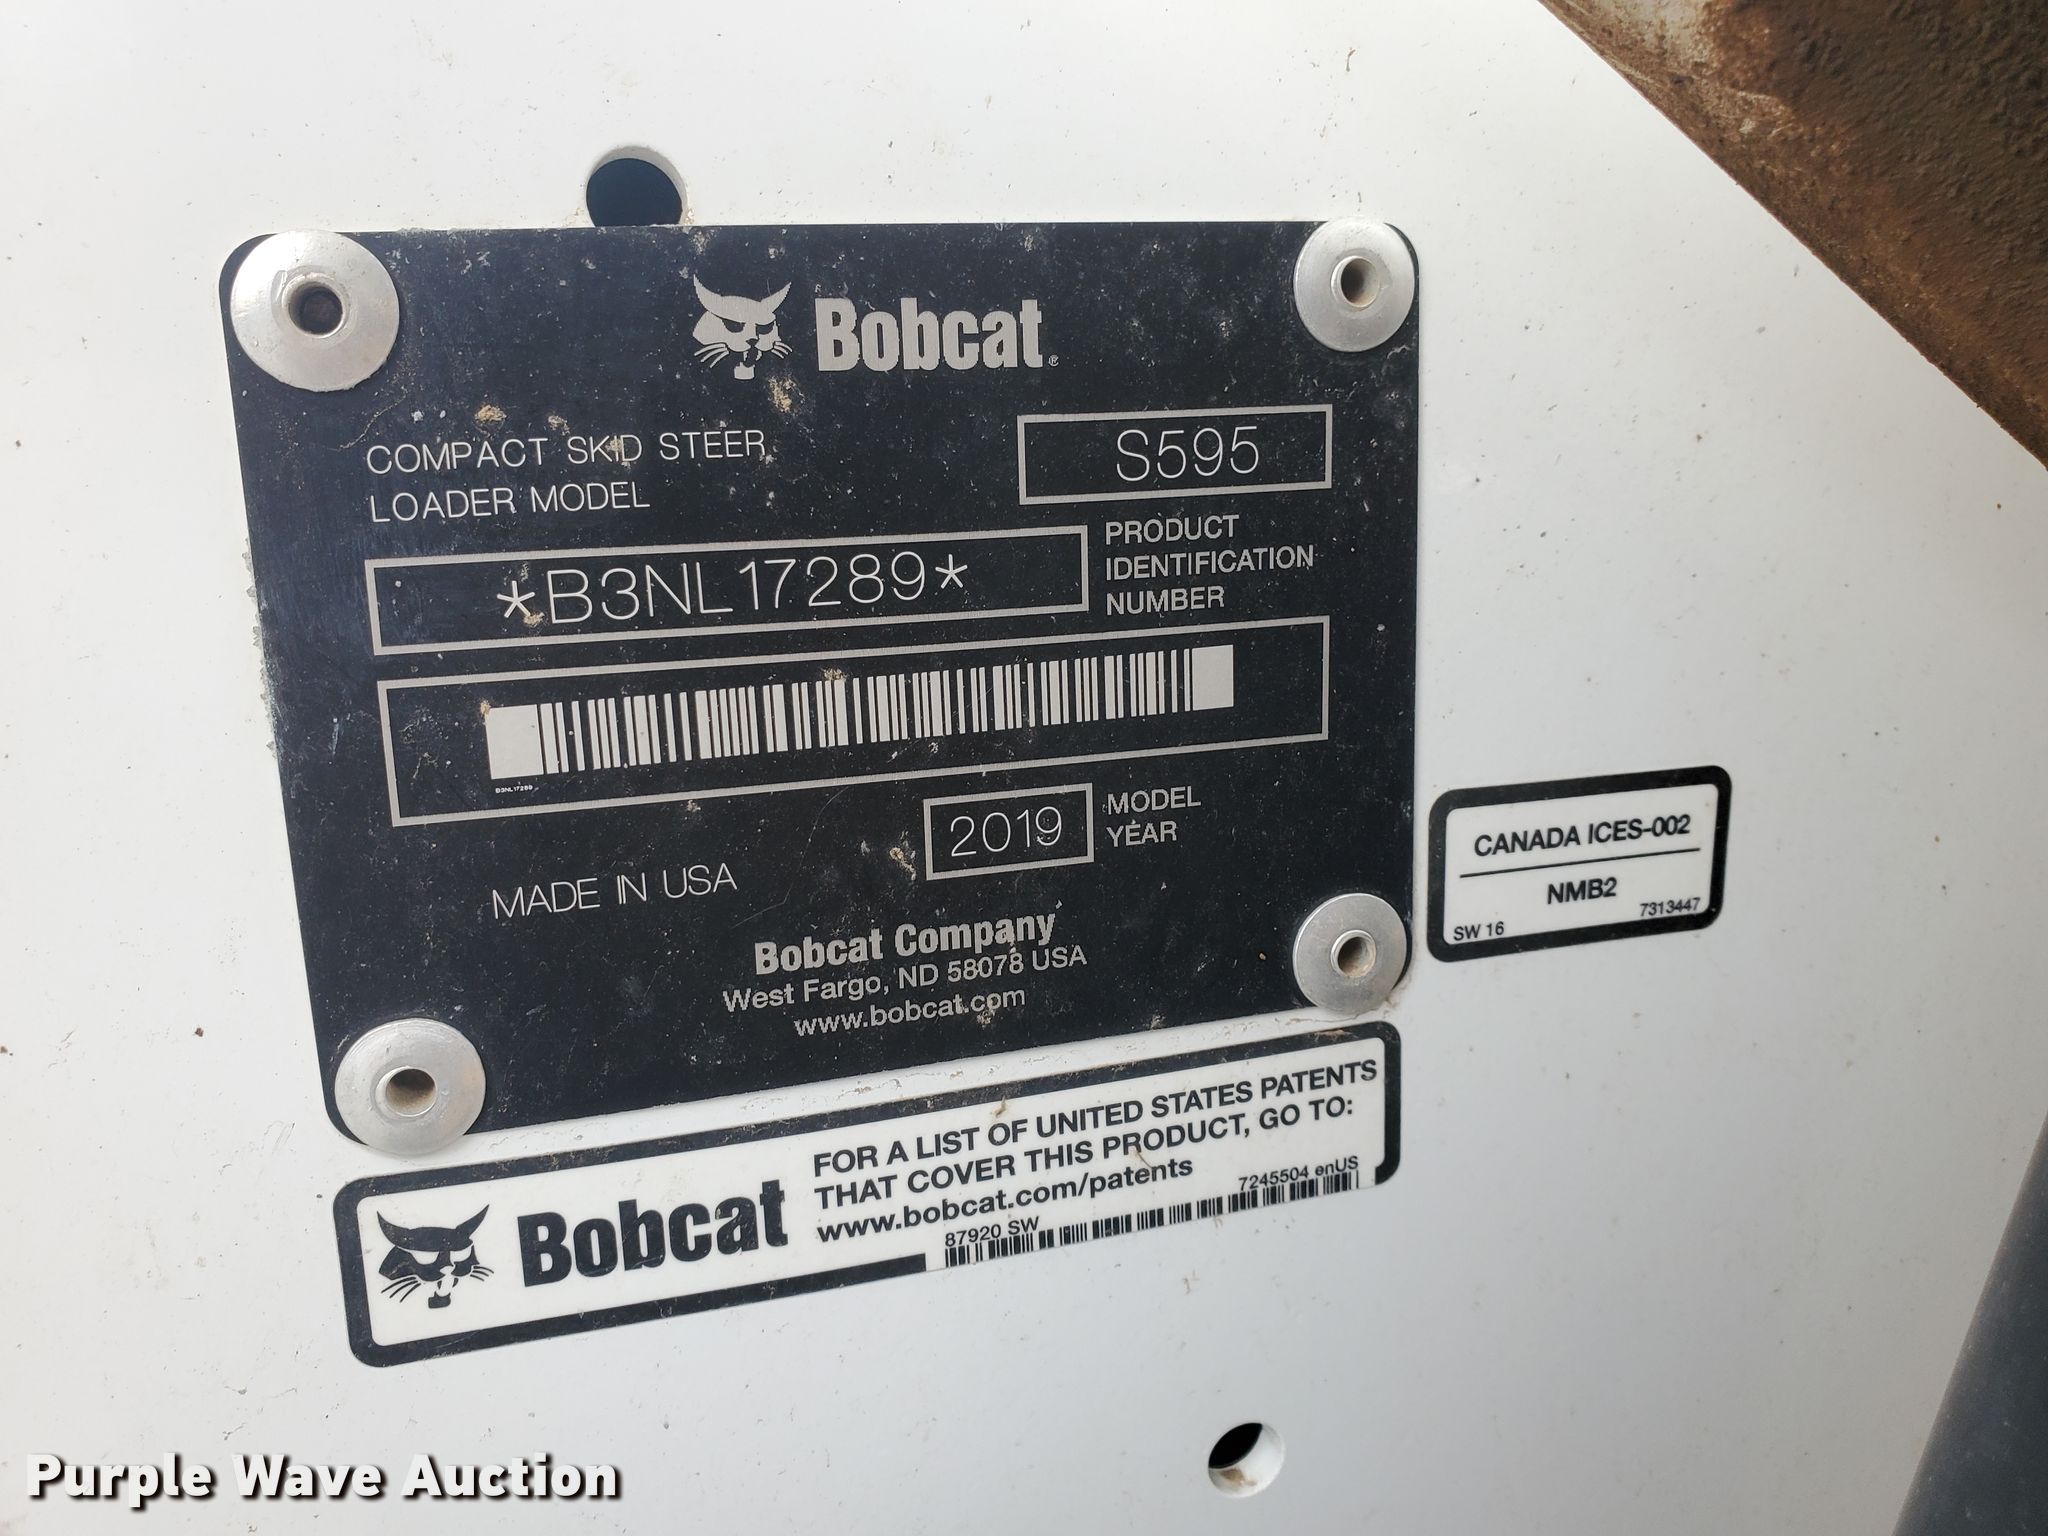 Bobcat®
COMPACT SKID STEER
LOADER MODEL
S595
*B3NL17289*
PRODUCT
IDENTIFICATION
NUMBER
B3NL17289
2019
MODEL
YEAR
MADE IN USA
Bobcat Company
West Fargo, ND 58078 USA
www.bobcat.com
CANADA ICES-002
NMB2
SW 16
7313447
Bobcat
FOR A LIST OF UNITED STATES PATENTS
THAT COVER THIS PRODUCT, GO TO:
www.bobcat.com/patents
7245504 enUS
87920 SW
Purple Wave Auction